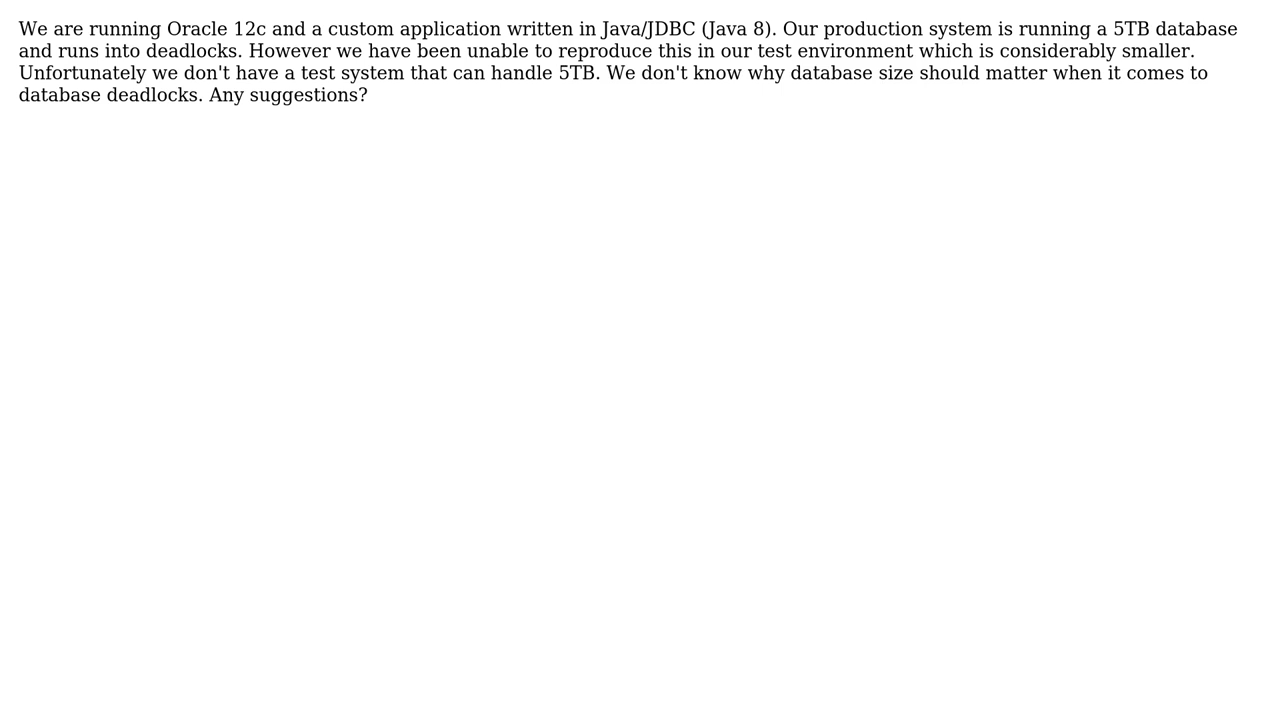 We are running Oracle 12c and a custom application written in Java/JDBC (Java 8). Our production system is running a 5TB database
and runs into deadlocks. However we have been unable to reproduce this in our test environment which is considerably smaller.
Unfortunately we don't have a test system that can handle 5TB. We don't know why database size should matter when it comes to
database deadlocks. Any suggestions?